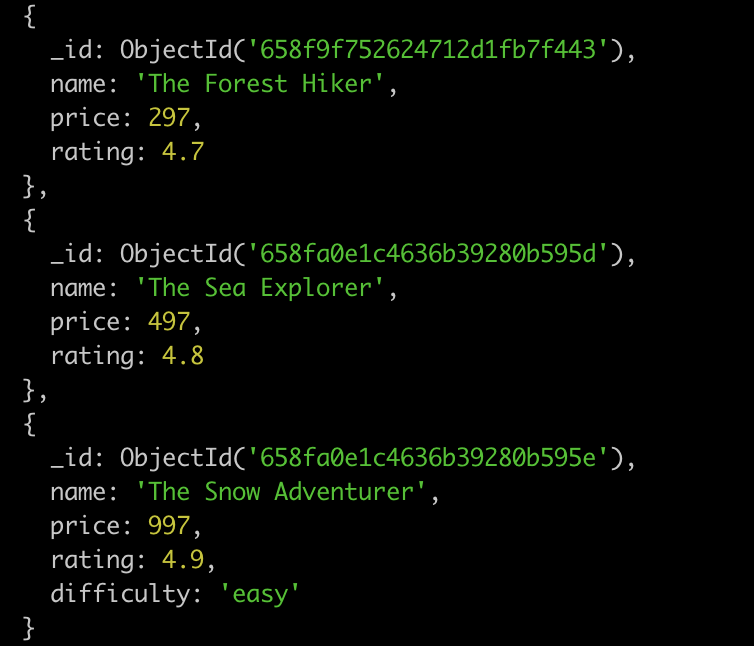 {
  _id: ObjectId('658f9f752624712d1fb7f443'),
  name: 'The Forest Hiker',
  price: 297,
  rating: 4.7
},
{
  _id: ObjectId('658fa0e1c4636b39280b595d'),
  name: 'The Sea Explorer',
  price: 497,
  rating: 4.8
},
{
  _id: ObjectId('658fa0e1c4636b39280b595e'),
  name: 'The Snow Adventurer',
  price: 997,
  rating: 4.9,
  difficulty: 'easy'
}